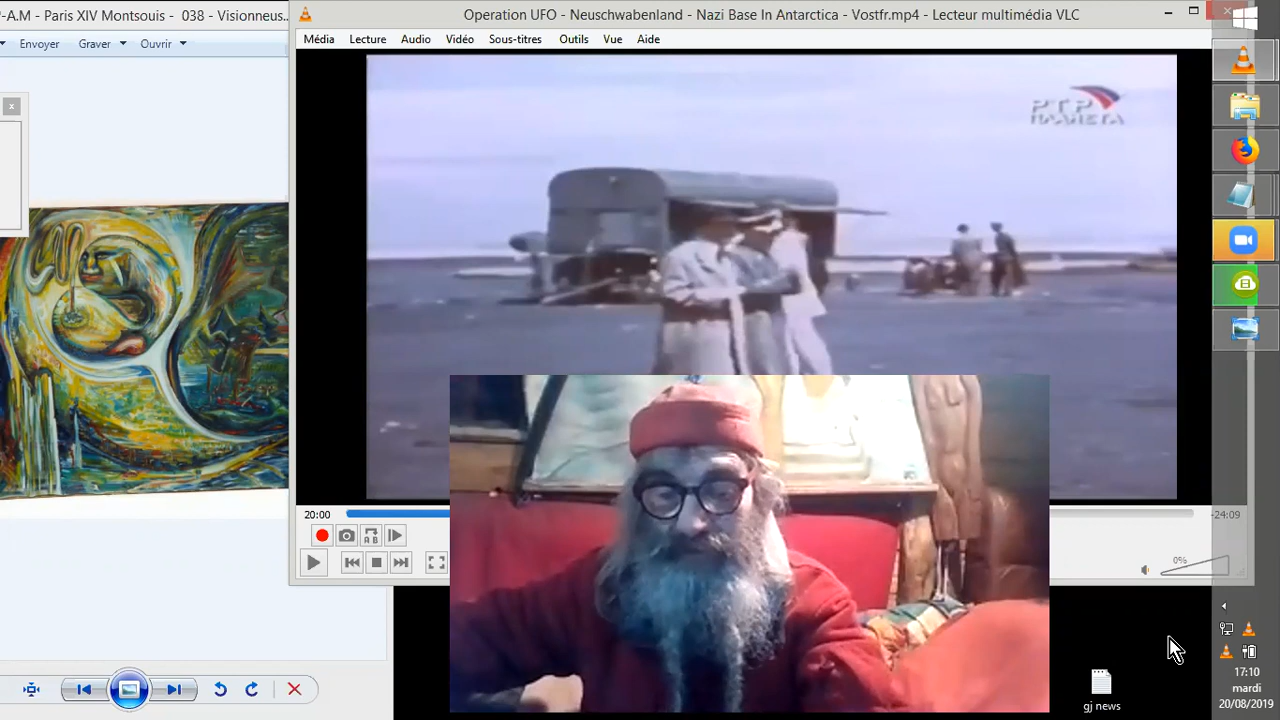 P-A.M - Paris XIV Montsouis - 038 - Visionneus...
Envoyer Graver Ouvrir
Operation UFO - Neuschwabenland - Nazi Base In Antarctica - Vostfr.mp4 - Lecteur multimédia VLC
Média Lecture Audio Vidéo Sous-titres Outils Vue Aide
РТР
ПЛАНЕТА
20:00
-24:09
A B
0%
gj news
17:10
mardi
20/08/2019